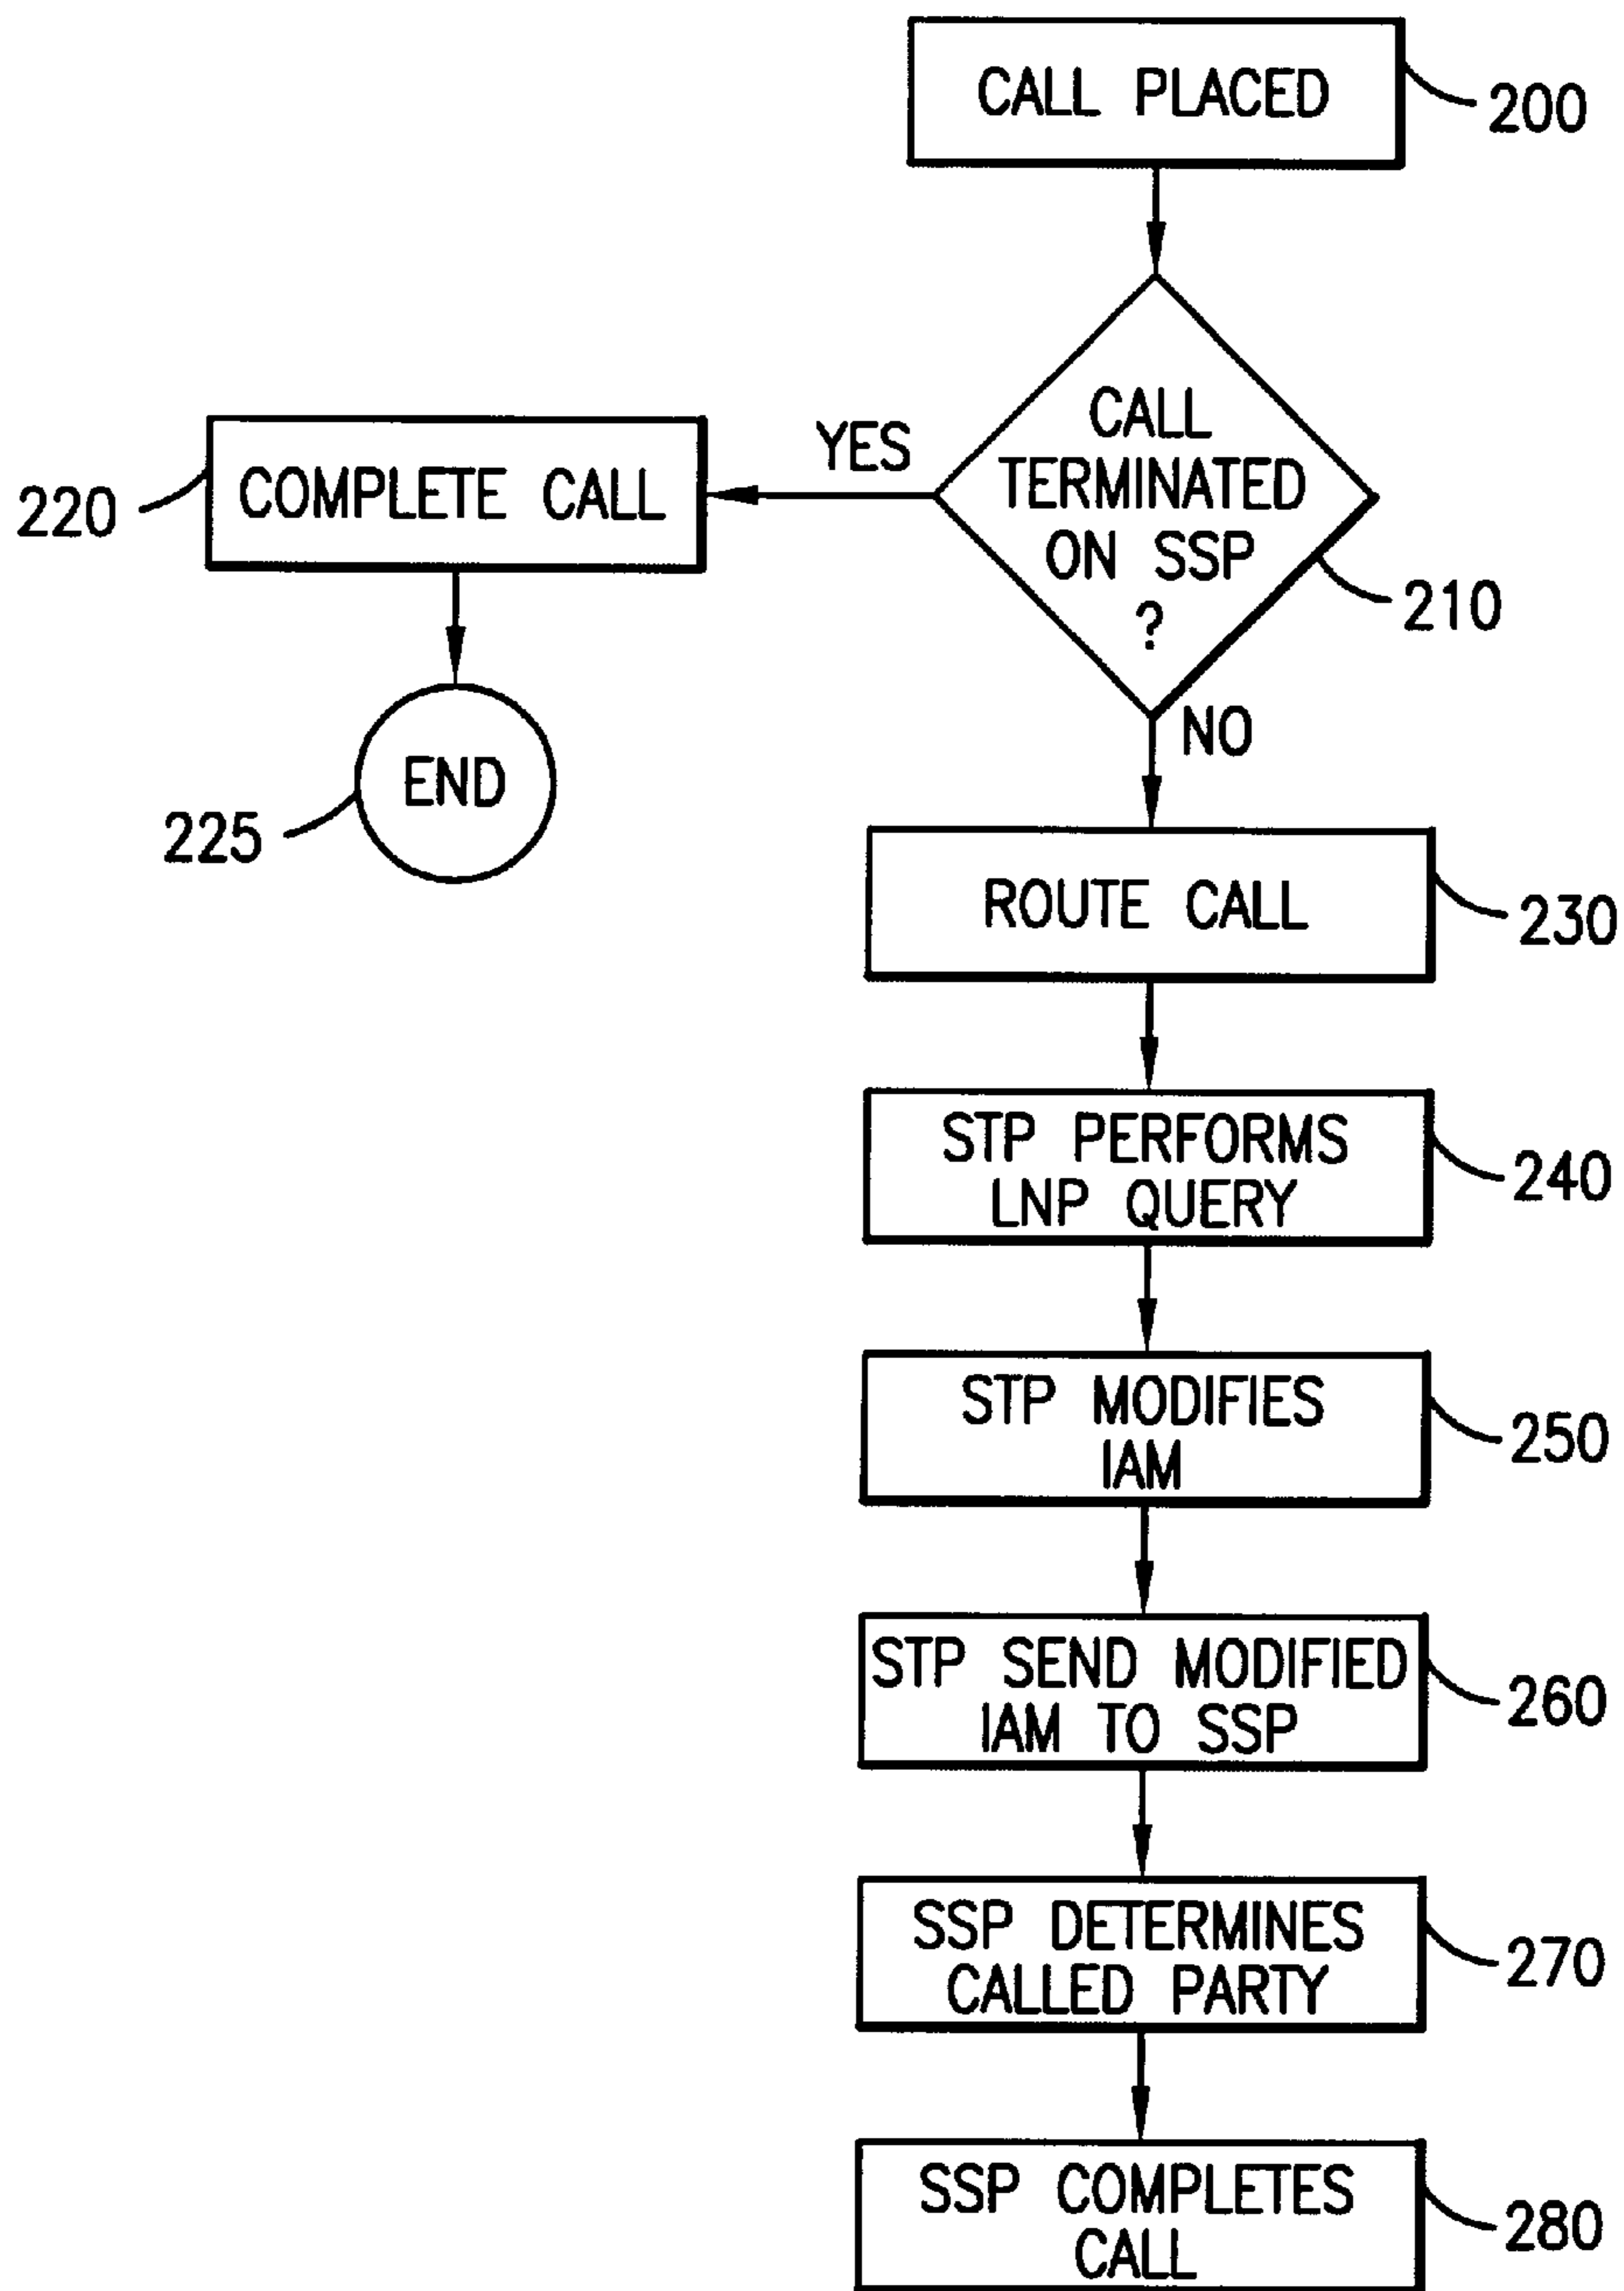 CALL PLACED
200
CALL
TERMINATED
ON SSP
?
210
YES
COMPLETE CALL
220
END
225
NO
ROUTE CALL
230
STP PERFORMS
LNP QUERY
240
STP MODIFIES
IAM
250
STP SEND MODIFIED
IAM TO SSP
260
SSP DETERMINES
CALLED PARTY
270
SSP COMPLETES
CALL
280